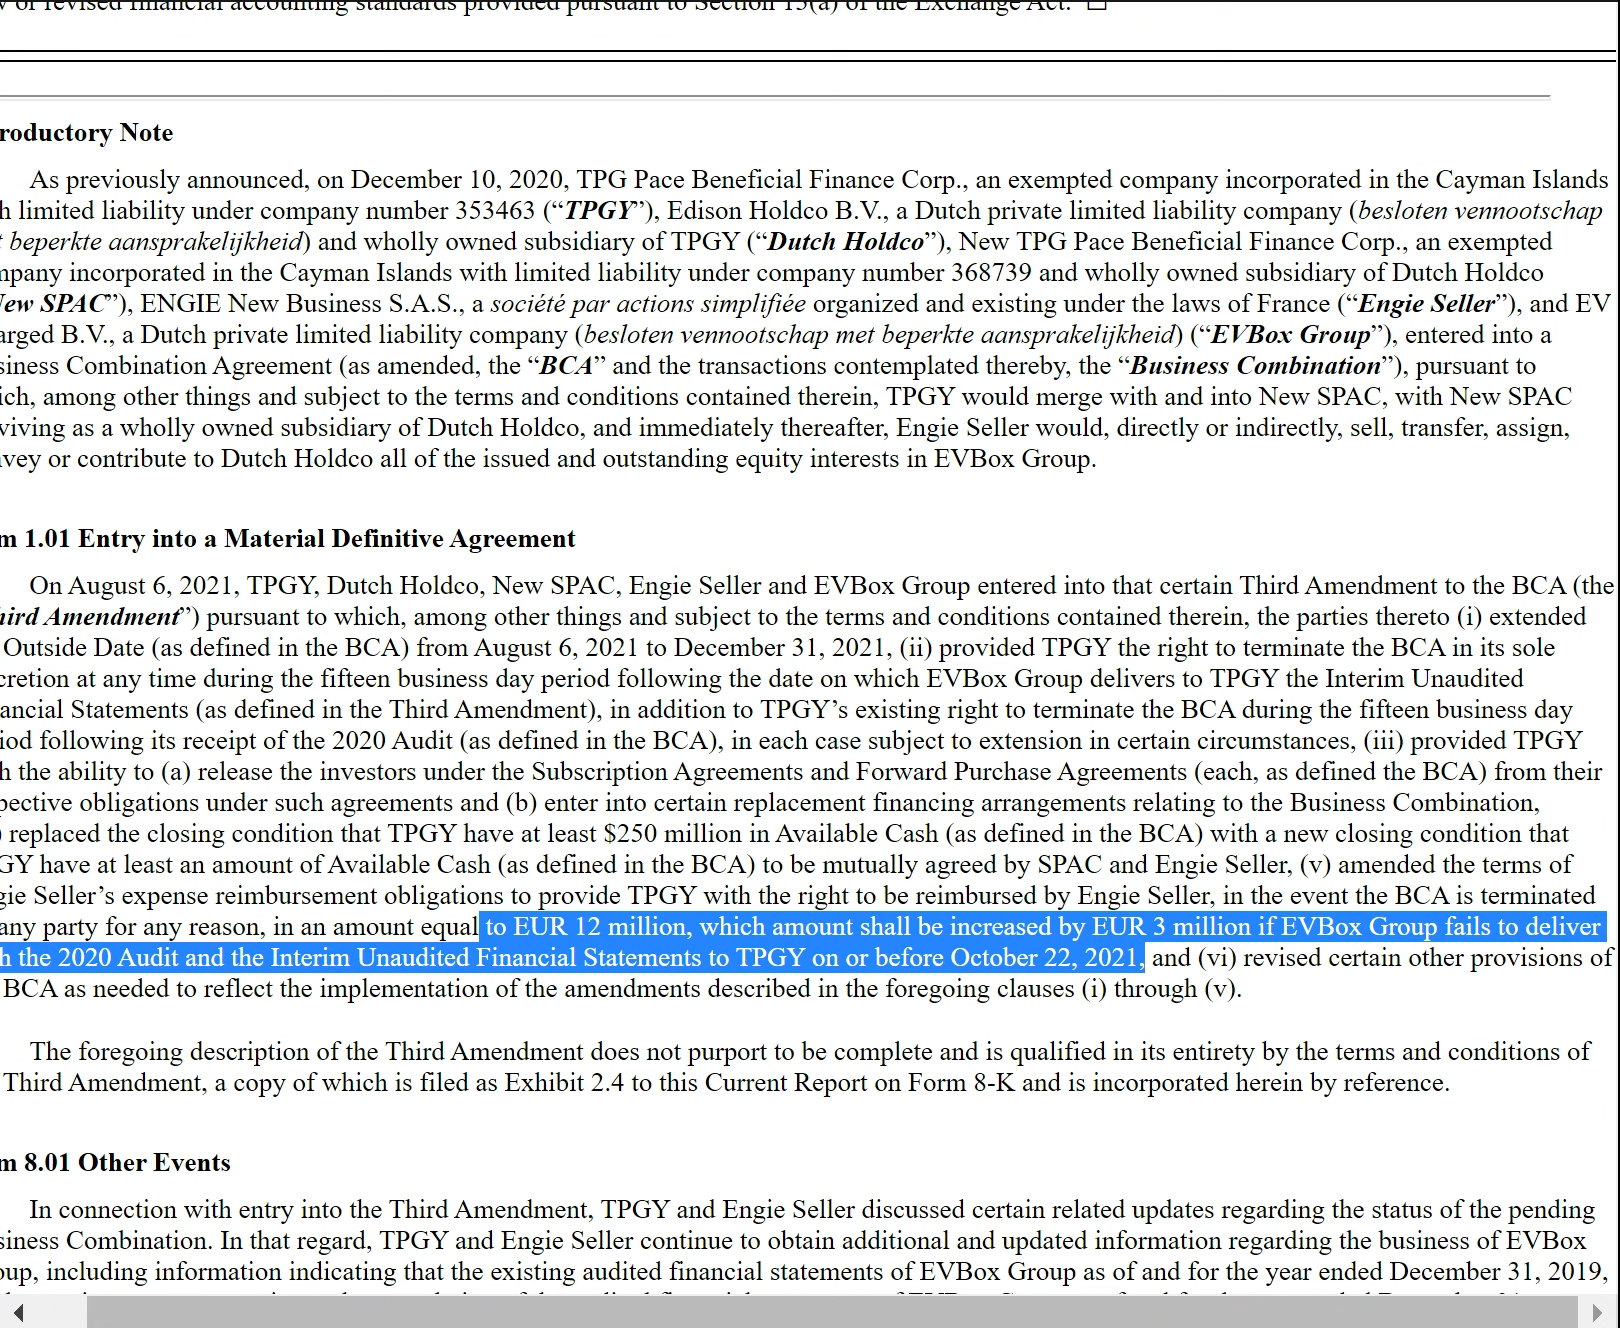 or revised financial accounting standards provided pursuant to Section 13(a) of the Exchange Act. ☐
roductory Note
As previously announced, on December 10, 2020, TPG Pace Beneficial Finance Corp., an exempted company incorporated in the Cayman Islands
h limited liability under company number 353463 (“TPGY”), Edison Holdco B.V., a Dutch private limited liability company (besloten vennootschap
t beperkte aansprakelijkheid) and wholly owned subsidiary of TPGY (“Dutch Holdco”), New TPG Pace Beneficial Finance Corp., an exempted
mpany incorporated in the Cayman Islands with limited liability under company number 368739 and wholly owned subsidiary of Dutch Holdco
New SPAC”), ENGIE New Business S.A.S., a société par actions simplifiée organized and existing under the laws of France (“Engie Seller”), and EV
arged B.V., a Dutch private limited liability company (besloten vennootschap met beperkte aansprakelijkheid) (“EVBox Group”), entered into a
siness Combination Agreement (as amended, the “BCA” and the transactions contemplated thereby, the “Business Combination”), pursuant to
ich, among other things and subject to the terms and conditions contained therein, TPGY would merge with and into New SPAC, with New SPAC
viving as a wholly owned subsidiary of Dutch Holdco, and immediately thereafter, Engie Seller would, directly or indirectly, sell, transfer, assign,
vey or contribute to Dutch Holdco all of the issued and outstanding equity interests in EVBox Group.
m 1.01 Entry into a Material Definitive Agreement
On August 6, 2021, TPGY, Dutch Holdco, New SPAC, Engie Seller and EVBox Group entered into that certain Third Amendment to the BCA (the
hird Amendment”) pursuant to which, among other things and subject to the terms and conditions contained therein, the parties thereto (i) extended
Outside Date (as defined in the BCA) from August 6, 2021 to December 31, 2021, (ii) provided TPGY the right to terminate the BCA in its sole
cretion at any time during the fifteen business day period following the date on which EVBox Group delivers to TPGY the Interim Unaudited
ancial Statements (as defined in the Third Amendment), in addition to TPGY’s existing right to terminate the BCA during the fifteen business day
iod following its receipt of the 2020 Audit (as defined in the BCA), in each case subject to extension in certain circumstances, (iii) provided TPGY
h the ability to (a) release the investors under the Subscription Agreements and Forward Purchase Agreements (each, as defined the BCA) from their
pective obligations under such agreements and (b) enter into certain replacement financing arrangements relating to the Business Combination,
) replaced the closing condition that TPGY have at least $250 million in Available Cash (as defined in the BCA) with a new closing condition that
GY have at least an amount of Available Cash (as defined in the BCA) to be mutually agreed by SPAC and Engie Seller, (v) amended the terms of
gie Seller’s expense reimbursement obligations to provide TPGY with the right to be reimbursed by Engie Seller, in the event the BCA is terminated
any party for any reason, in an amount equal to EUR 12 million, which amount shall be increased by EUR 3 million if EVBox Group fails to deliver
h the 2020 Audit and the Interim Unaudited Financial Statements to TPGY on or before October 22, 2021, and (vi) revised certain other provisions of
BCA as needed to reflect the implementation of the amendments described in the foregoing clauses (i) through (v).
The foregoing description of the Third Amendment does not purport to be complete and is qualified in its entirety by the terms and conditions of
Third Amendment, a copy of which is filed as Exhibit 2.4 to this Current Report on Form 8-K and is incorporated herein by reference.
m 8.01 Other Events
In connection with entry into the Third Amendment, TPGY and Engie Seller discussed certain related updates regarding the status of the pending
siness Combination. In that regard, TPGY and Engie Seller continue to obtain additional and updated information regarding the business of EVBox
oup, including information indicating that the existing audited financial statements of EVBox Group as of and for the year ended December 31, 2019,